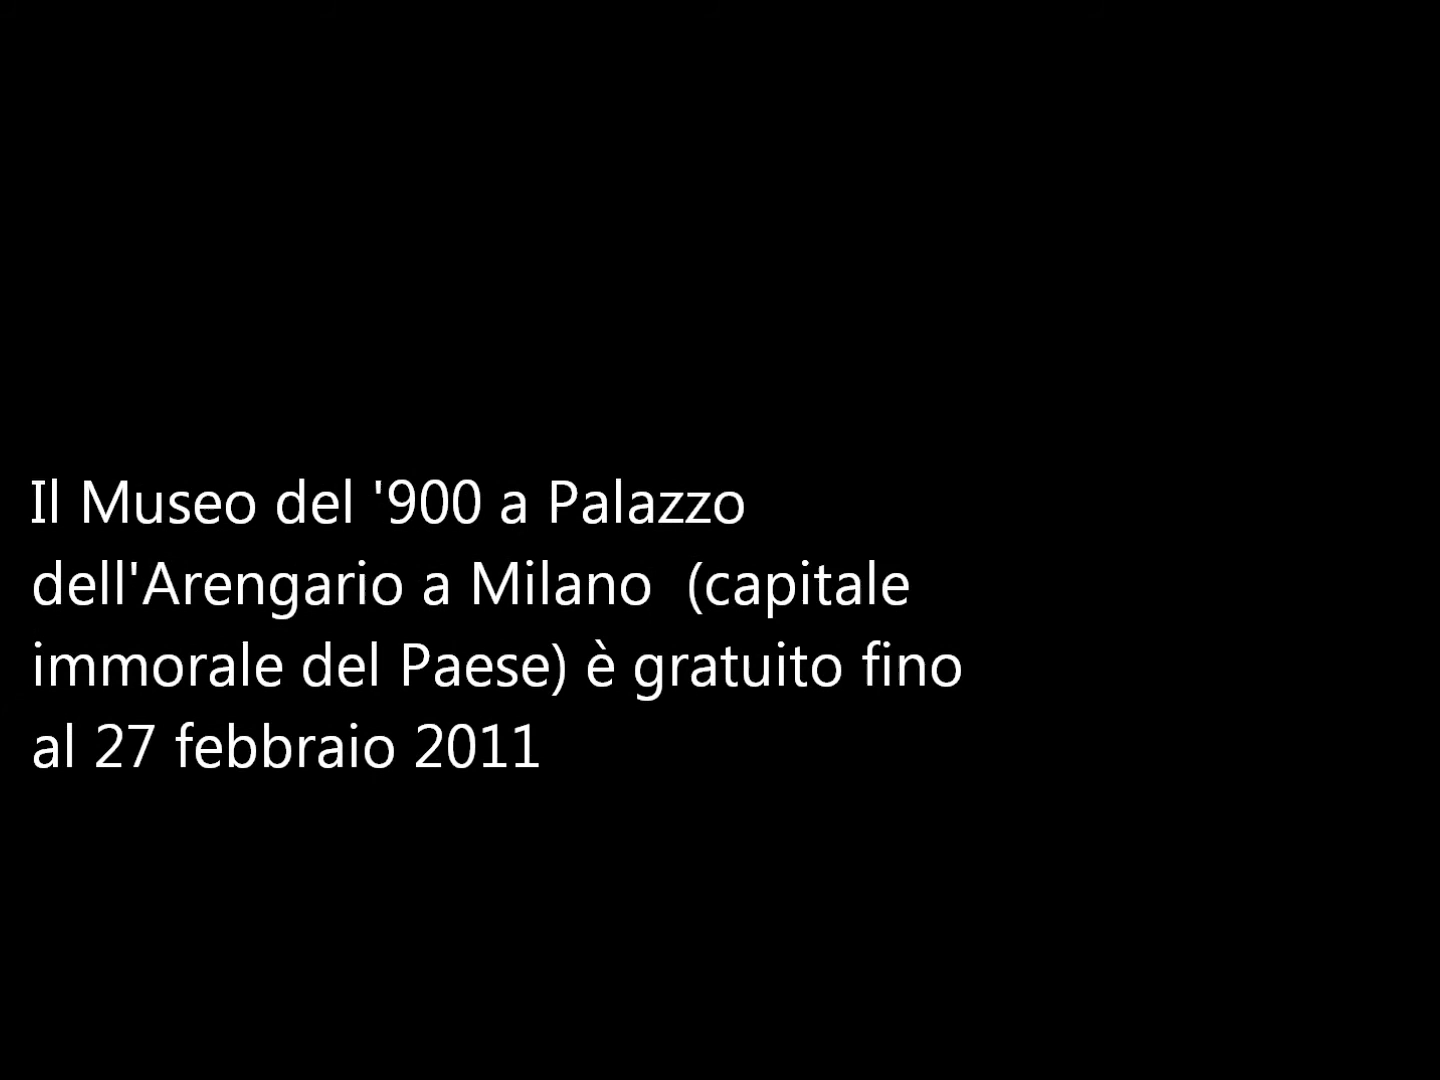 Il Museo del '900 a Palazzo
dell'Arengario a Milano  (capitale
immorale del Paese) è gratuito fino
al 27 febbraio 2011